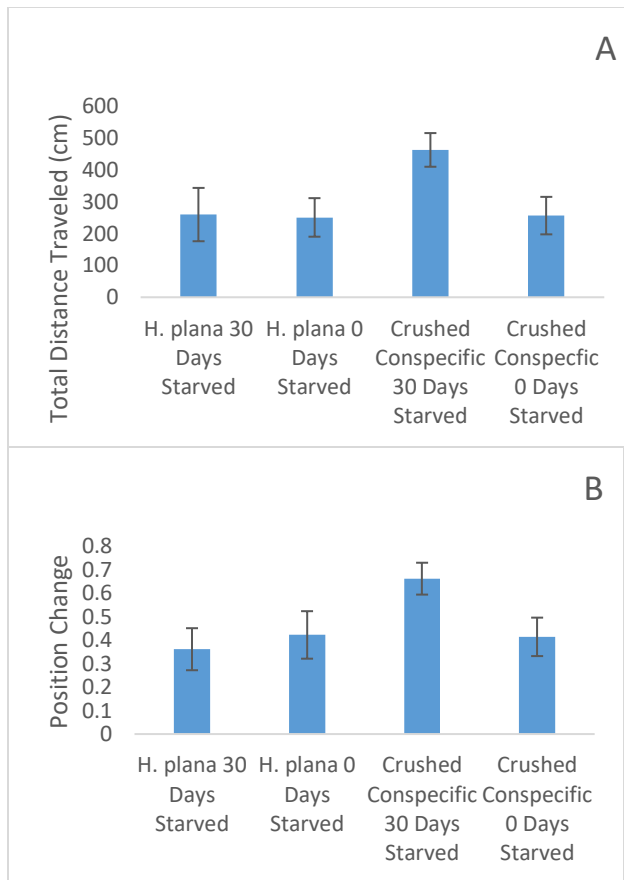 A
Total Distance Traveled (cm)
600
500
400
300
200
100
0
H. plana 30
Days
Starved
H. plana 0
Days
Starved
Crushed
Conspecific
30 Days
Starved
Crushed
Conspecfic
0 Days
Starved
B
Position Change
0.8
0.7
0.6
0.5
0.4
0.3
0.2
0.1
0
H. plana 30
Days
Starved
H. plana 0
Days
Starved
Crushed
Conspecific
30 Days
Starved
Crushed
Conspecific
0 Days
Starved